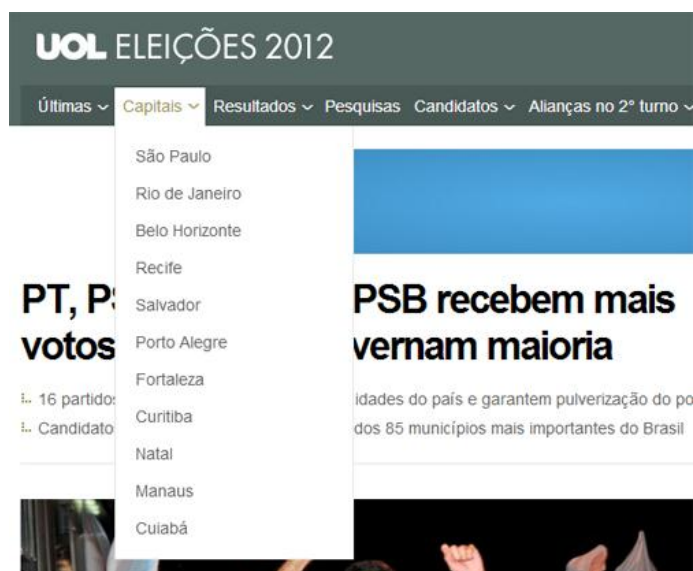 UOL ELEIÇÕES 2012
Últimas Capitais Resultados Pesquisas Candidatos Alianças no 2° turno
São Paulo
Rio de Janeiro
Belo Horizonte
Recife
Salvador
Porto Alegre
Fortaleza
Curitiba
Natal
Manaus
Cuiabá
PT, PSB recebem mais
votos vernam maioria
16 partidos idades do país e garantem pulverização do po
Candidato dos 85 municípios mais importantes do Brasil